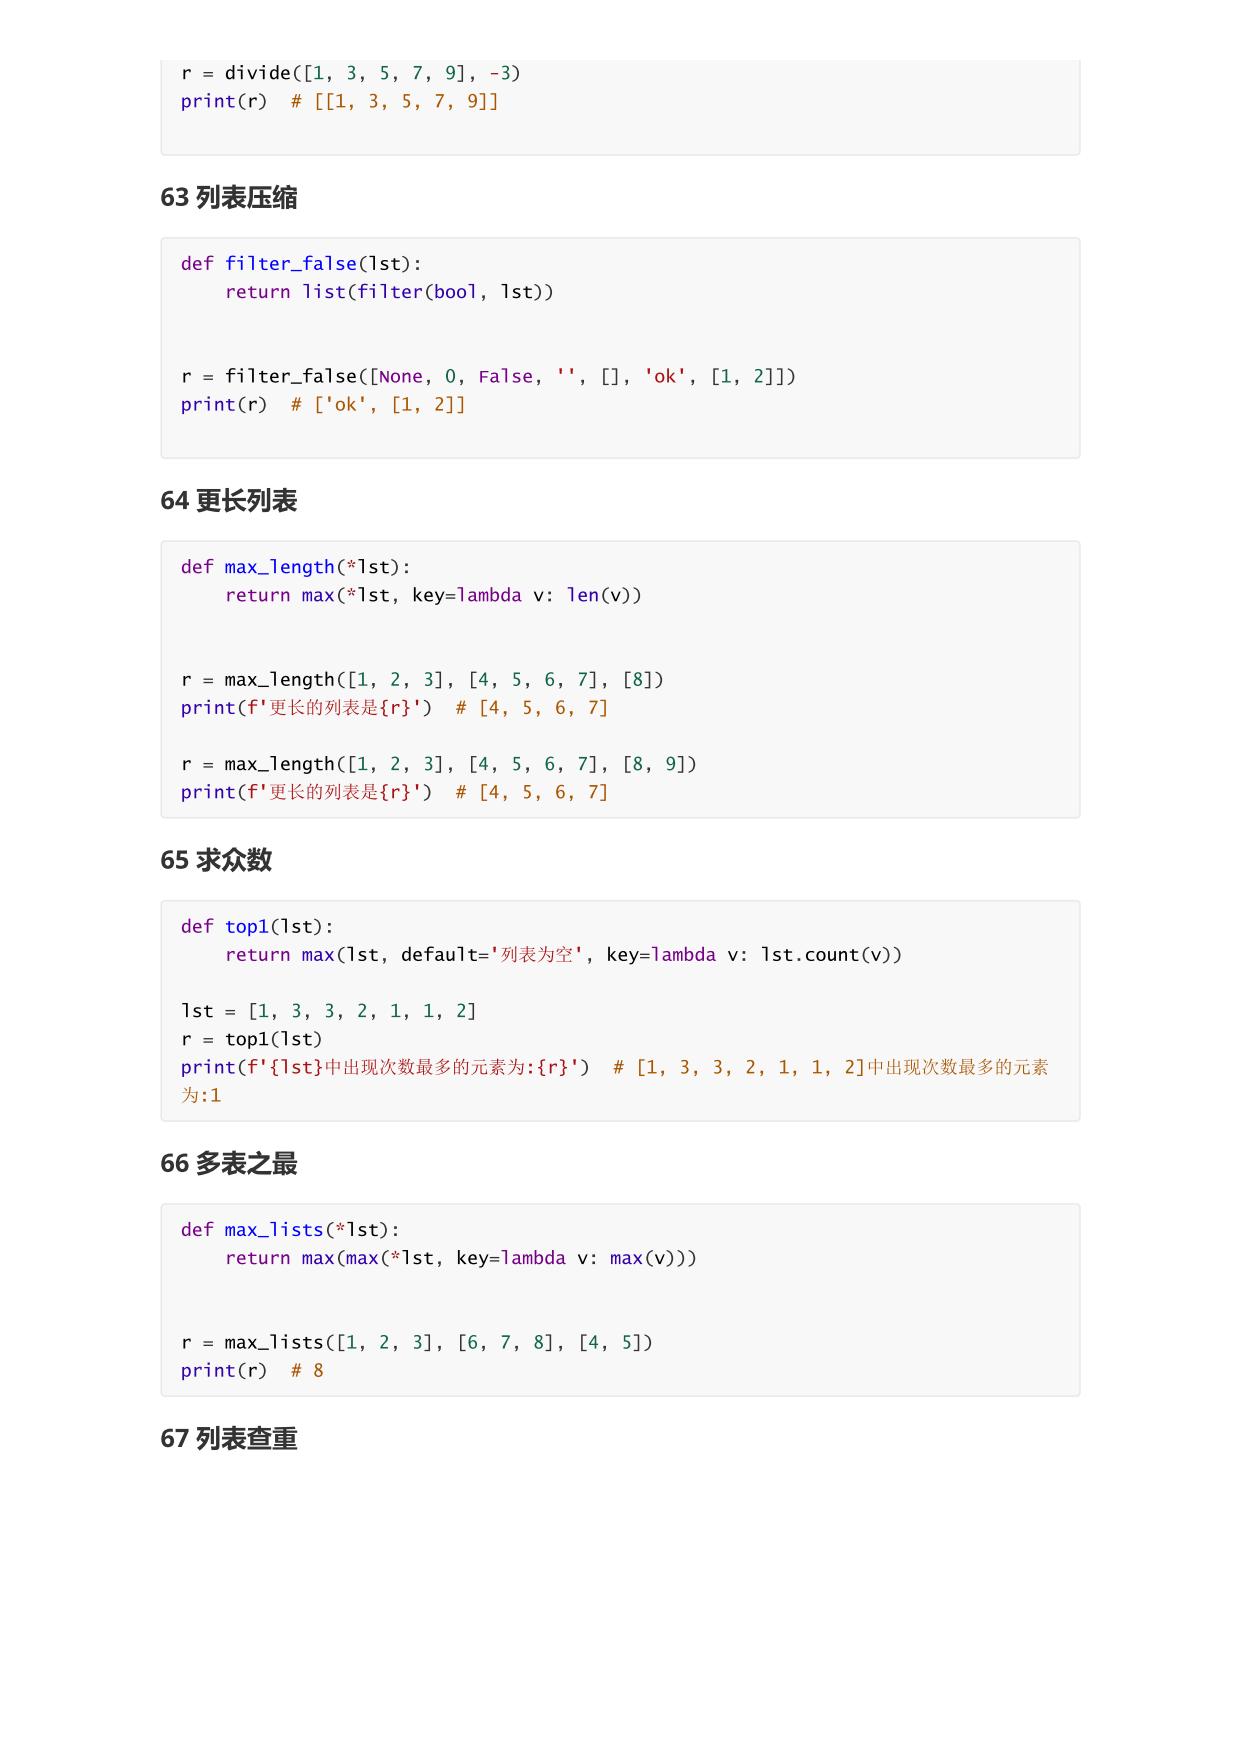 r = divide([1, 3, 5, 7, 9], -3)
print(r)  # [[1, 3, 5, 7, 9]]
63 列表压缩
def filter_false(lst):
    return list(filter(bool, lst))
r = filter_false([None, 0, False, '', [], 'ok', [1, 2]])
print(r)  # ['ok', [1, 2]]
64 更长列表
def max_length(*lst):
    return max(*lst, key=lambda v: len(v))
r = max_length([1, 2, 3], [4, 5, 6, 7], [8])
print(f'更长的列表是{r}')  # [4, 5, 6, 7]
r = max_length([1, 2, 3], [4, 5, 6, 7], [8, 9])
print(f'更长的列表是{r}')  # [4, 5, 6, 7]
65 求众数
def top1(lst):
    return max(lst, default='列表为空', key=lambda v: lst.count(v))
lst = [1, 3, 3, 2, 1, 1, 2]
r = top1(lst)
print(f'{lst}中出现次数最多的元素为:{r}')  # [1, 3, 3, 2, 1, 1, 2]中出现次数最多的元素
为:1
66 多表之最
def max_lists(*lst):
    return max(max(*lst, key=lambda v: max(v)))
r = max_lists([1, 2, 3], [6, 7, 8], [4, 5])
print(r)  # 8
67 列表查重